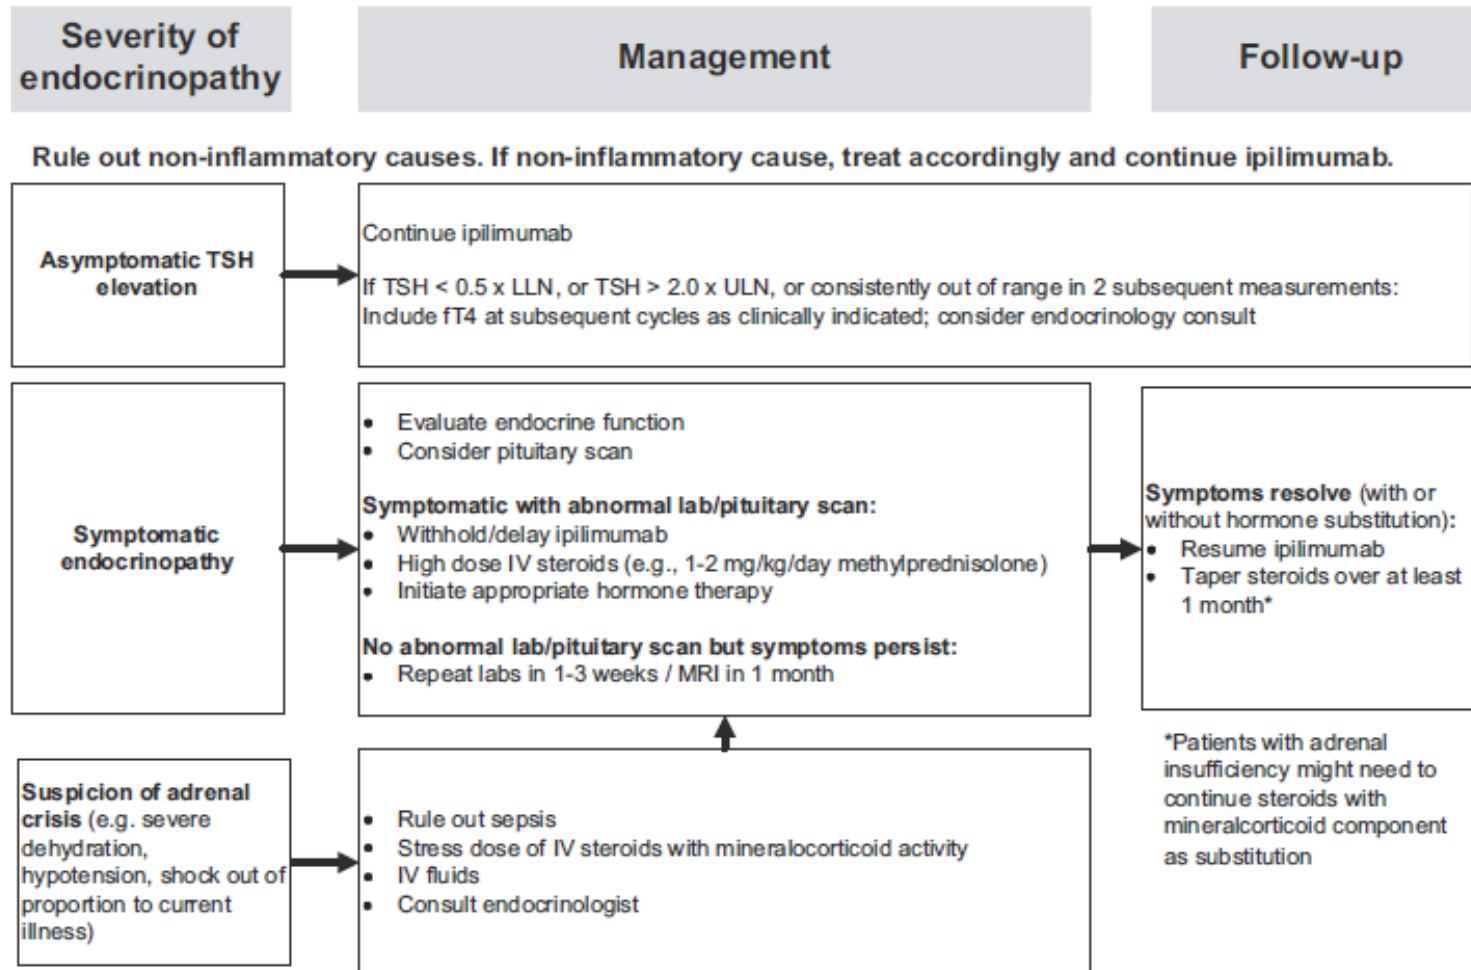 Severity of
endocrinopathy
Management
Follow-up
Rule out non-inflammatory causes. If non-inflammatory cause, treat accordingly and continue ipilimumab.
Asymptomatic TSH
elevation
Continue ipilimumab
If TSH < 0.5 x LLN, or TSH > 2.0 x ULN, or consistently out of range in 2 subsequent measurements:
Include fT4 at subsequent cycles as clinically indicated; consider endocrinology consult
Symptomatic
endocrinopathy
• Evaluate endocrine function
• Consider pituitary scan
Symptomatic with abnormal lab/pituitary scan:
• Withhold/delay ipilimumab
• High dose IV steroids (e.g., 1-2 mg/kg/day methylprednisolone)
• Initiate appropriate hormone therapy
No abnormal lab/pituitary scan but symptoms persist:
• Repeat labs in 1-3 weeks / MRI in 1 month
Symptoms resolve (with or
without hormone substitution):
• Resume ipilimumab
• Taper steroids over at least
1 month*
Suspicion of adrenal
crisis (e.g. severe
dehydration,
hypotension, shock out of
proportion to current
illness)
• Rule out sepsis
• Stress dose of IV steroids with mineralocorticoid activity
• IV fluids
• Consult endocrinologist
*Patients with adrenal
insufficiency might need to
continue steroids with
mineralcorticoid component
as substitution